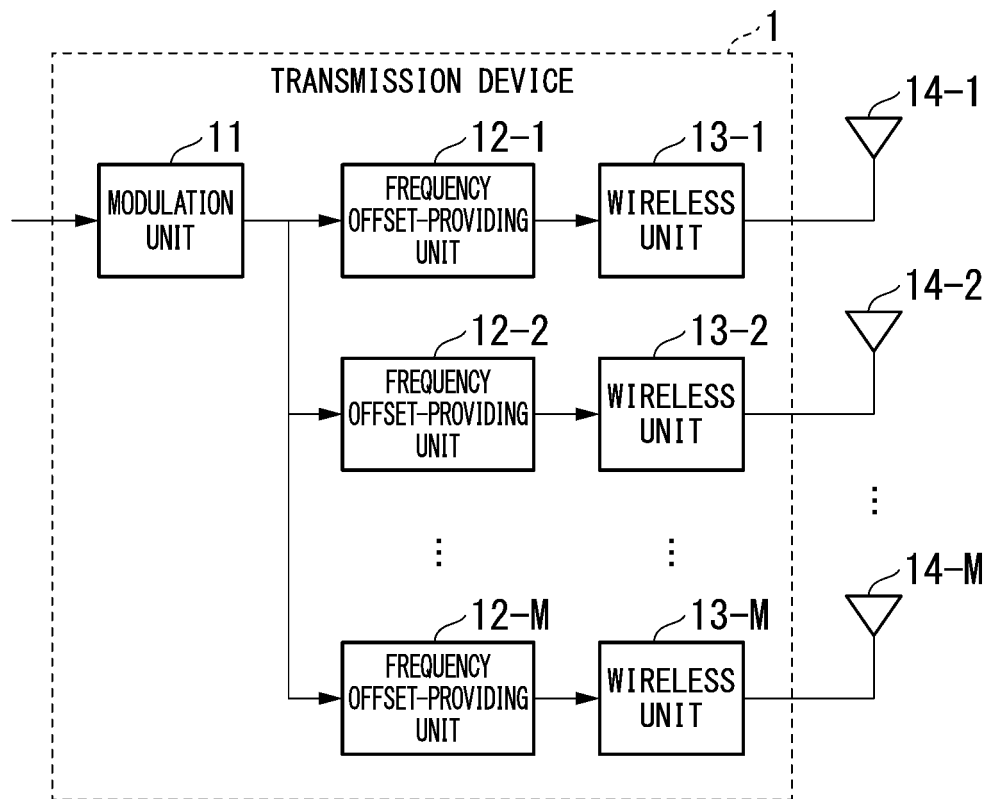 1
TRANSMISSION DEVICE
14-1
11
12-1
13-1
MODULATION
UNIT
FREQUENCY
OFFSET-PROVIDING
UNIT
WIRELESS
UNIT
14-2
12-2
13-2
FREQUENCY
OFFSET-PROVIDING
UNIT
WIRELESS
UNIT
⋮
⋮
⋮
14-M
12-M
13-M
FREQUENCY
OFFSET-PROVIDING
UNIT
WIRELESS
UNIT